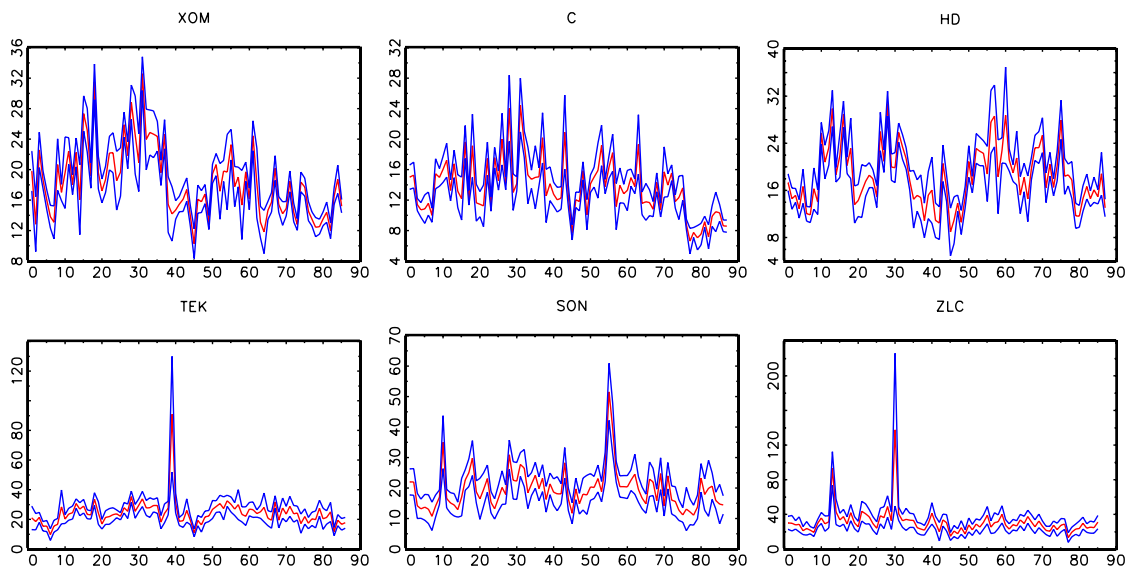 XOM
8 12 16 20 24 28 32 36
0 10 20 30 40 50 60 70 80 90
C
4 8 12 16 20 24 28 32
0 10 20 30 40 50 60 70 80 90
HD
4 8 16 24 32 40
0 10 20 30 40 50 60 70 80 90
TEK
0 20 40 60 80 120
0 10 20 30 40 50 60 70 80 90
SON
0 10 20 30 40 50 60 70
0 10 20 30 40 50 60 70 80 90
ZLC
0 40 80 120 200
0 10 20 30 40 50 60 70 80 90